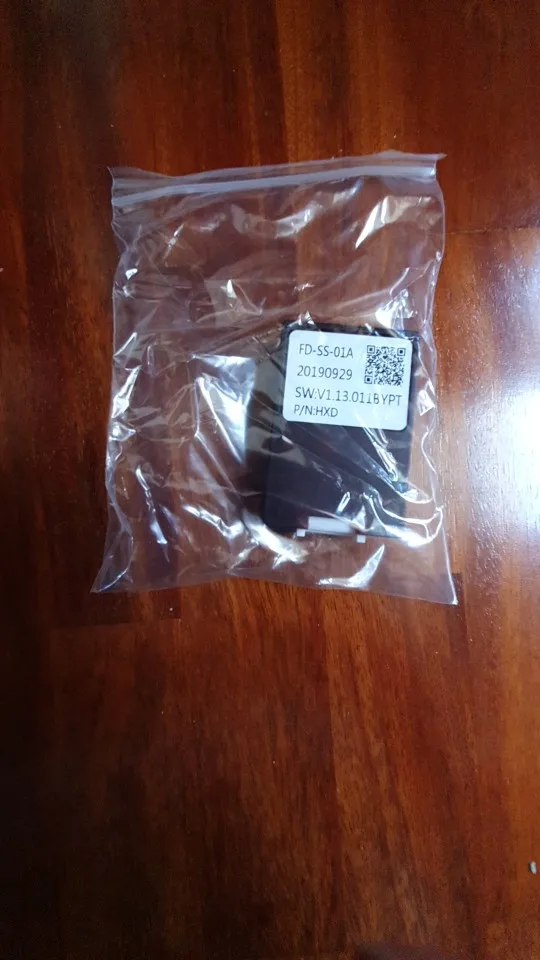 FD-SS-01A
20190929
SW:V1.13.011BYPT
P/N:HXD